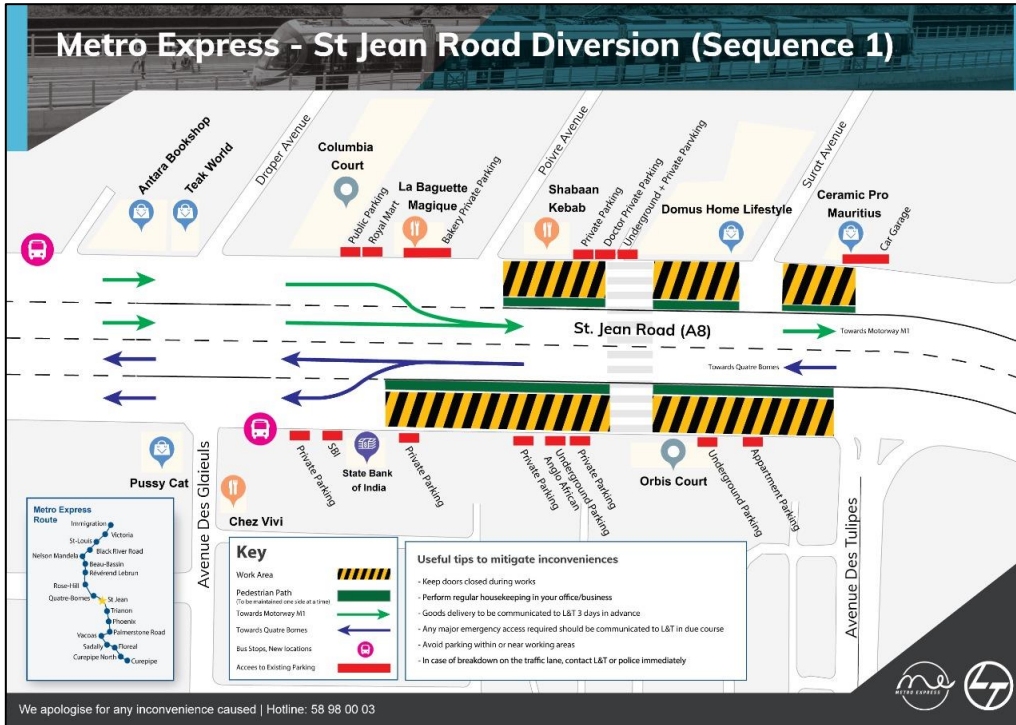 Metro Express - St Jean Road Diversion (Sequence 1)
Antara Bookshop
Teak World
Draper Avenue
Columbia
Court
Public Parking
Royal Mart
La Baguette
Magique
Bakery Private Parking
Poivre Avenue
Shabaan
Kebab
Private Parking
Doctor Private Parking
Underground + Private Parvking
Domus Home Lifestyle
Surat Avenue
Ceramic Pro
Mauritius
Car Garage
St. Jean Road (A8)
Towards Motorway M1
Towards Quatre Bornes
Pussy Cat
Avenue Des Glaieuls
Chez Vivi
Private Parking
SBI
State Bank
of India
Private Parking
Private Parking
Anglo African
Underground Parking
Private Parking
Orbis Court
Underground Parking
Appartment Parking
Avenue Des Tulipes
Metro Express
Route
Immigration
Victoria
St-Louis
Black River Road
Nelson Mandela
Beau-Bassin
Révérend Lebrun
Rose-Hill
Quatre-Bornes
St Jean
Trianon
Phoenix
Palmerstone Road
Vacoas
Sadally
Floreal
Curepipe North
Curepipe
Key
Work Area
Pedestrian Path
(To be maintained one side at a time)
Towards Motorway M1
Towards Quatre Bornes
Bus Stops, New locations
Accees to Existing Parking
Useful tips to mitigate inconveniences
- Keep doors closed during works
- Perform regular housekeeping in your office/business
- Goods delivery to be communicated to L&T 3 days in advance
- Any major emergency access required should be communicated to L&T in due course
- Avoid parking within or near working areas
- In case of breakdown on the traffic lane, contact L&T or police immediately
We apologise for any inconvenience caused | Hotline: 58 98 00 03
me
METRO EXPRESS
LT